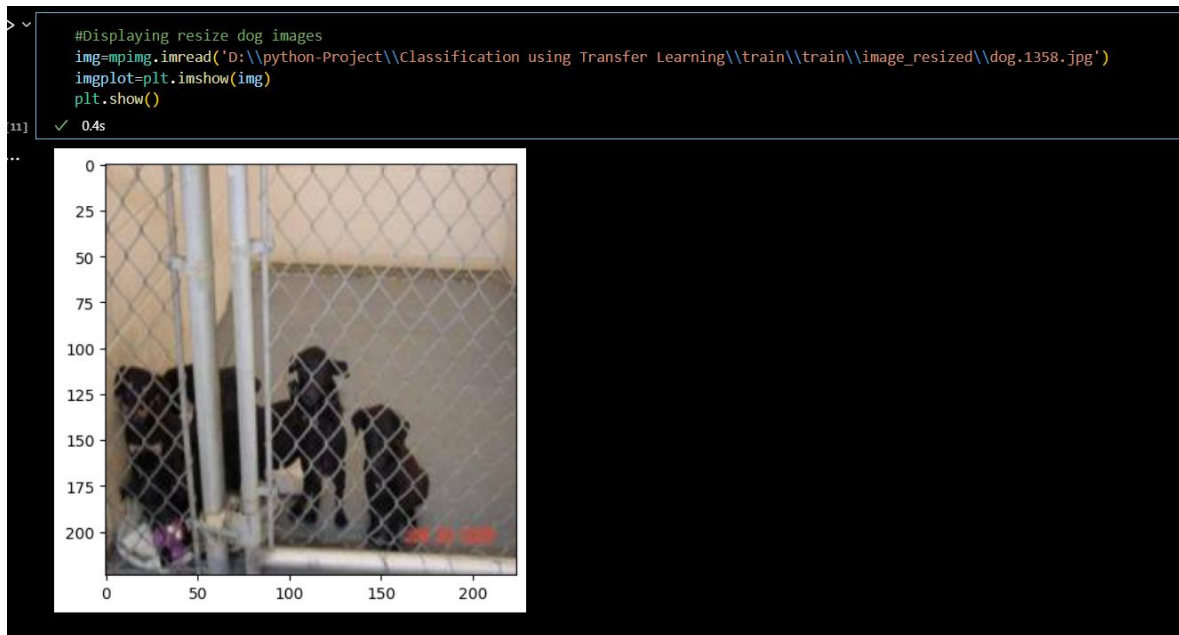 #Displaying resize dog images
img=mpimg.imread('D:\\python-Project\\Classification using Transfer Learning\\train\\train\\image_resized\\dog.1358.jpg')
imgplot=plt.imshow(img)
plt.show()
[11] ✓ 0.4s
...
0
25
50
75
100
125
150
175
200
0 50 100 150 200